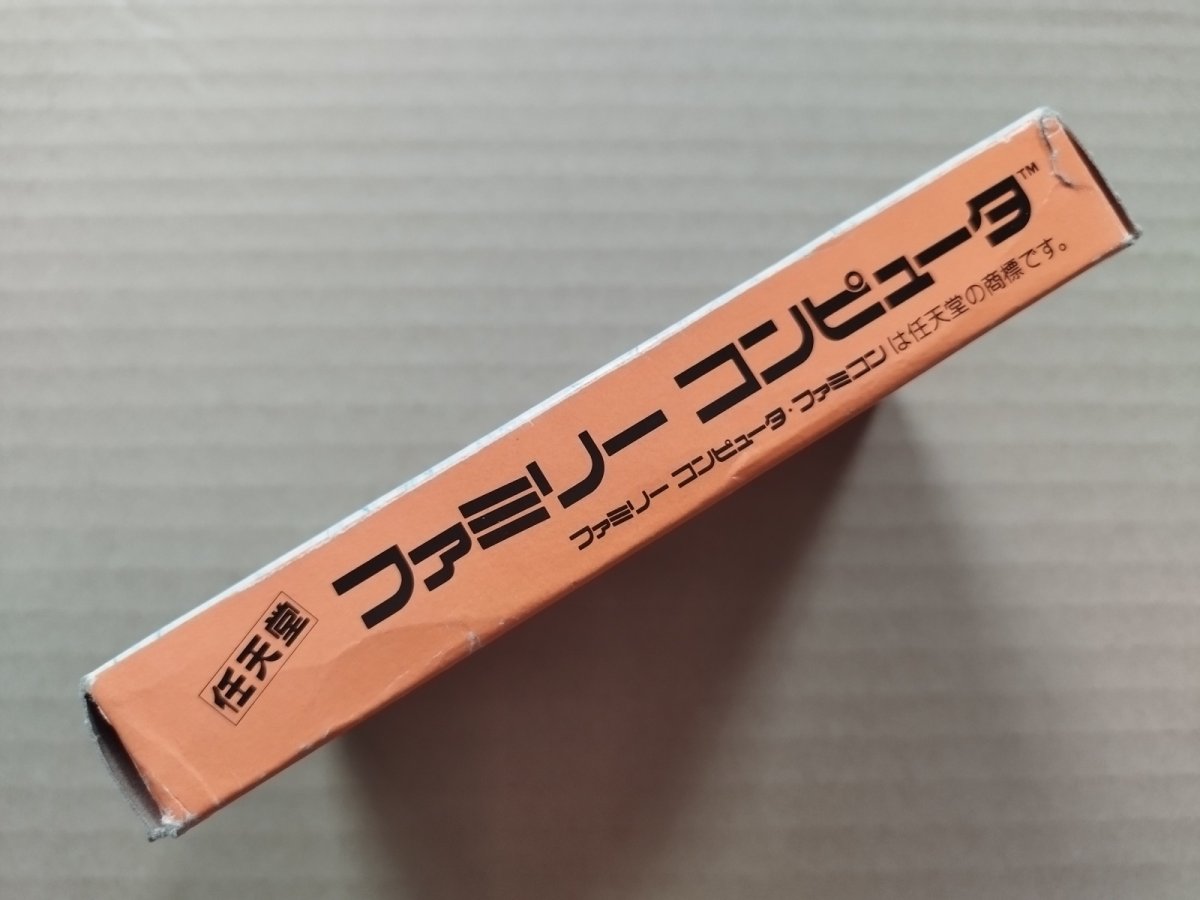 任天堂
ファミリー コンピュータ™
ファミリー コンピュータ・ファミコンは任天堂の商標です。